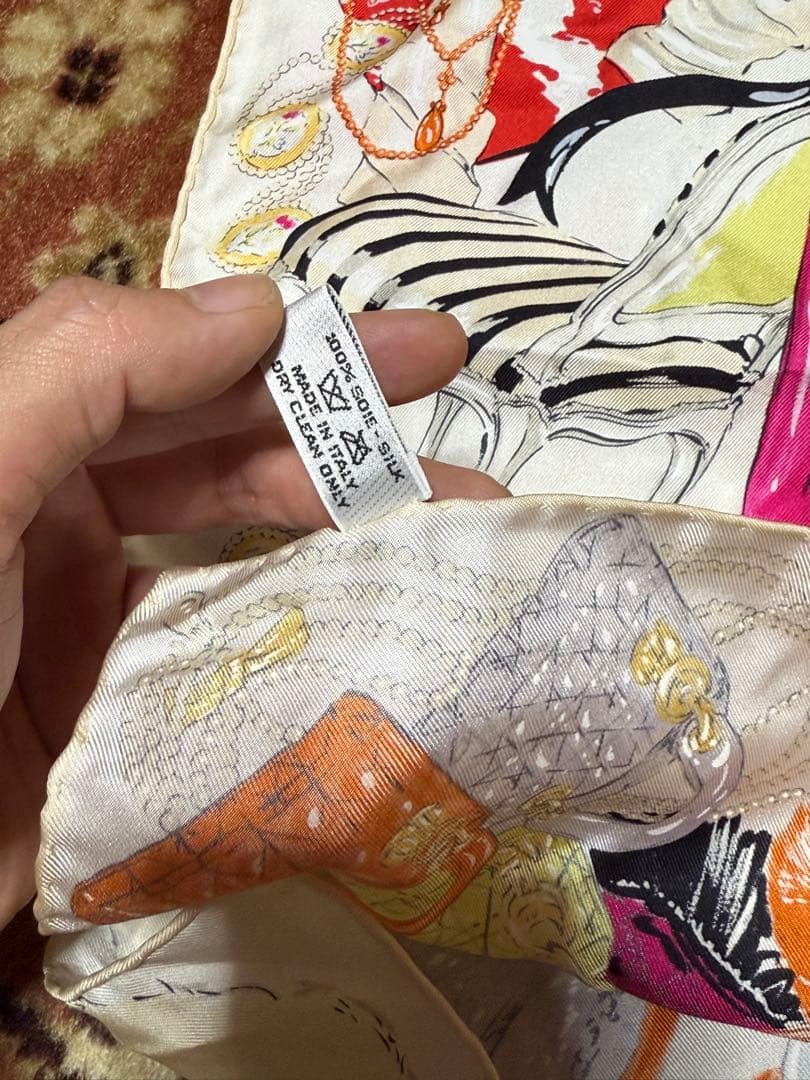 100% SOIE - SILK
MADE IN ITALY
DRY CLEAN ONLY